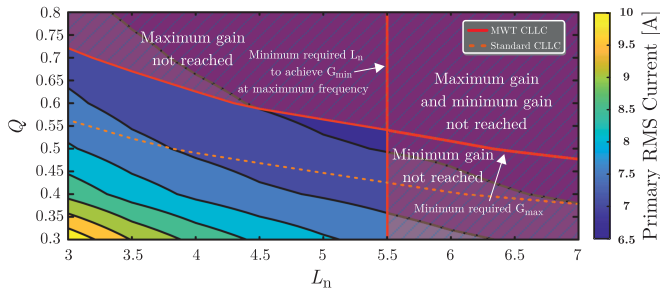 Maximum gain
not reached
Minimum required Ln
to achieve Gmin
at maximmum frequency
MWT CLLC
Standard CLLC
Maximum gain
and minimum gain
not reached
Minimum gain
not reached
Minimum required Gmax
Q
0.8
0.75
0.7
0.65
0.6
0.55
0.5
0.45
0.4
0.35
0.3
3
3.5
4
4.5
5
5.5
6
6.5
7
Ln
10
9.5
9
8.5
8
7.5
7
6.5
Primary RMS Current [A]